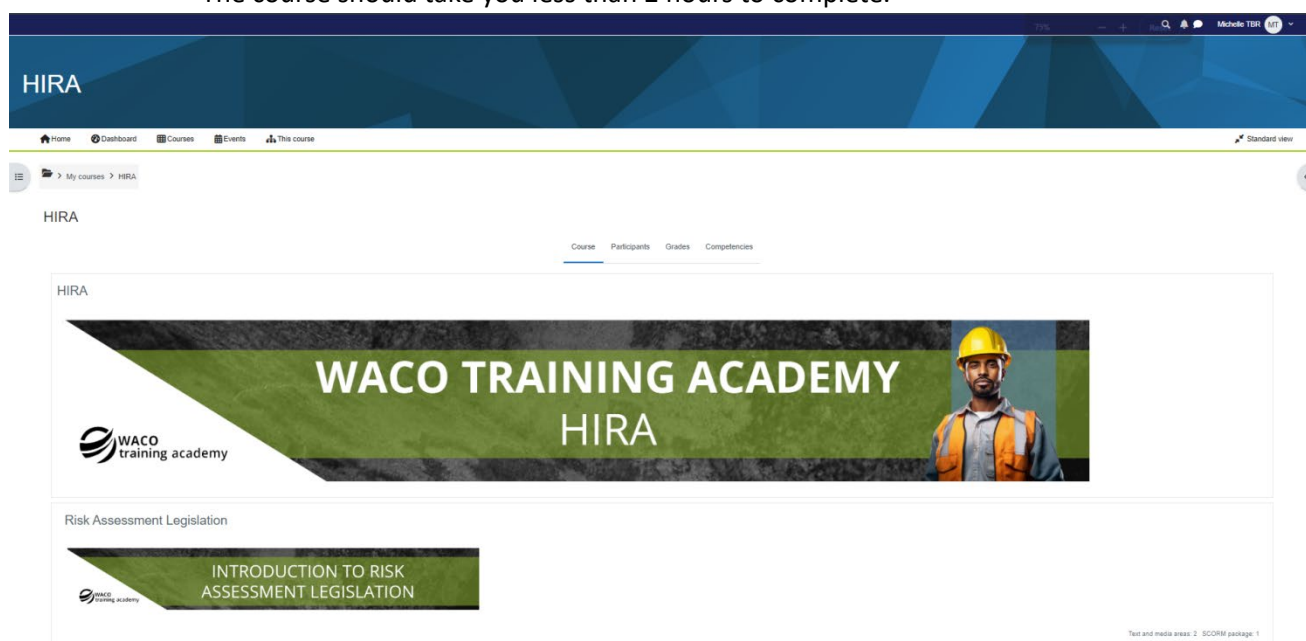 The course should take you less than 2 hours to complete.
75% − + Reset Michelle TBR MT
HIRA
Home Dashboard Courses Events This course Standard view
> My courses > HIRA
HIRA
Course Participants Grades Competencies
HIRA
WACO TRAINING ACADEMY
HIRA
WACO
training academy
Risk Assessment Legislation
INTRODUCTION TO RISK
ASSESSMENT LEGISLATION
WACO
training academy
Text and media areas: 2 SCORM package: 1